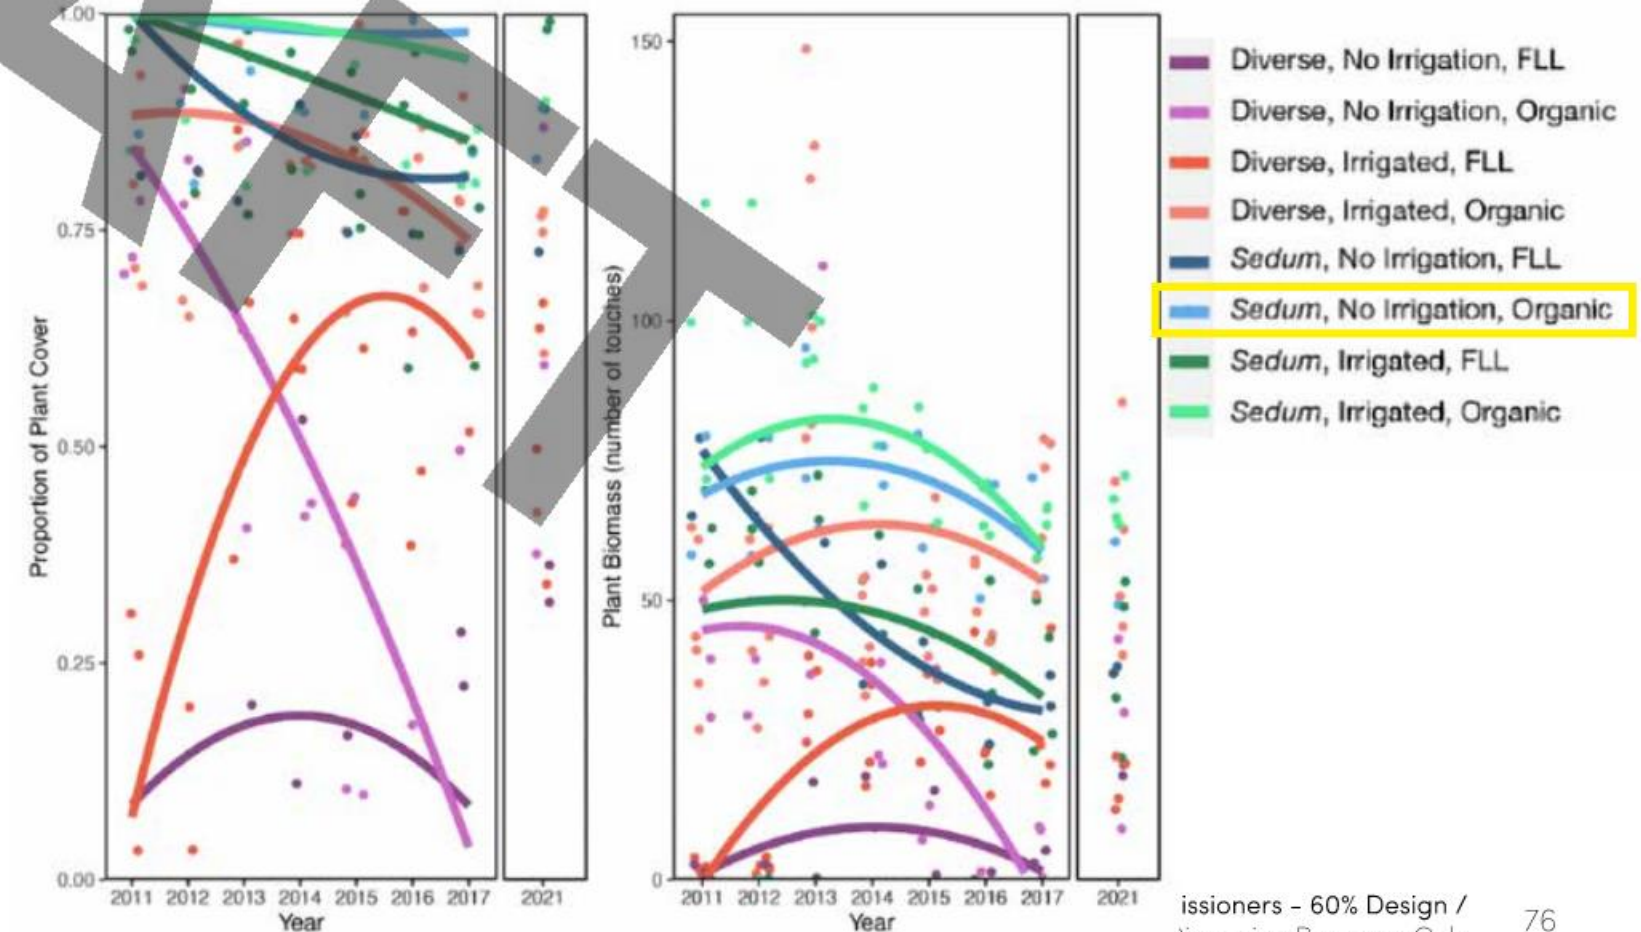 1.00
0.75
0.50
0.25
0.00
Proportion of Plant Cover
2011 2012 2013 2014 2015 2016 2017 2021
Year
150
100
50
0
Plant Biomass (number of touches)
2011 2012 2013 2014 2015 2016 2017 2021
Year
Diverse, No Irrigation, FLL
Diverse, No Irrigation, Organic
Diverse, Irrigated, FLL
Diverse, Irrigated, Organic
Sedum, No Irrigation, FLL
Sedum, No Irrigation, Organic
Sedum, Irrigated, FLL
Sedum, Irrigated, Organic
issioners – 60% Design /
76